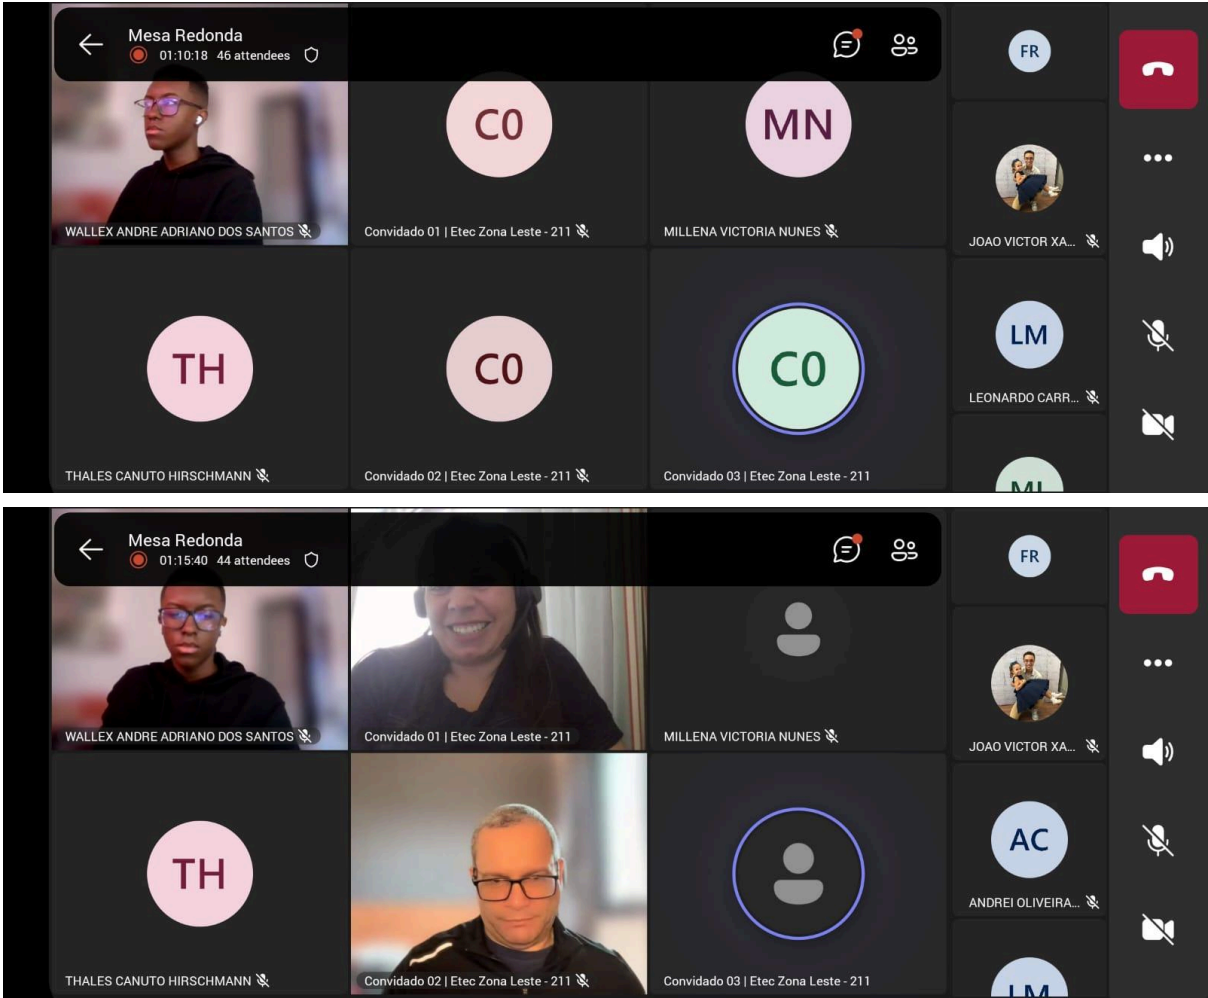 Mesa Redonda
01:10:18 46 attendees
FR
C0
MN
WALLEX ANDRE ADRIANO DOS SANTOS
Convidado 01 | Etec Zona Leste - 211
MILLENA VICTORIA NUNES
JOAO VICTOR XA...
TH
C0
C0
LM
LEONARDO CARR...
THALES CANUTO HIRSCHMANN
Convidado 02 | Etec Zona Leste - 211
Convidado 03 | Etec Zona Leste - 211
Mesa Redonda
01:15:40 44 attendees
FR
WALLEX ANDRE ADRIANO DOS SANTOS
Convidado 01 | Etec Zona Leste - 211
MILLENA VICTORIA NUNES
JOAO VICTOR XA...
TH
AC
ANDREI OLIVEIRA...
THALES CANUTO HIRSCHMANN
Convidado 02 | Etec Zona Leste - 211
Convidado 03 | Etec Zona Leste - 211
LM